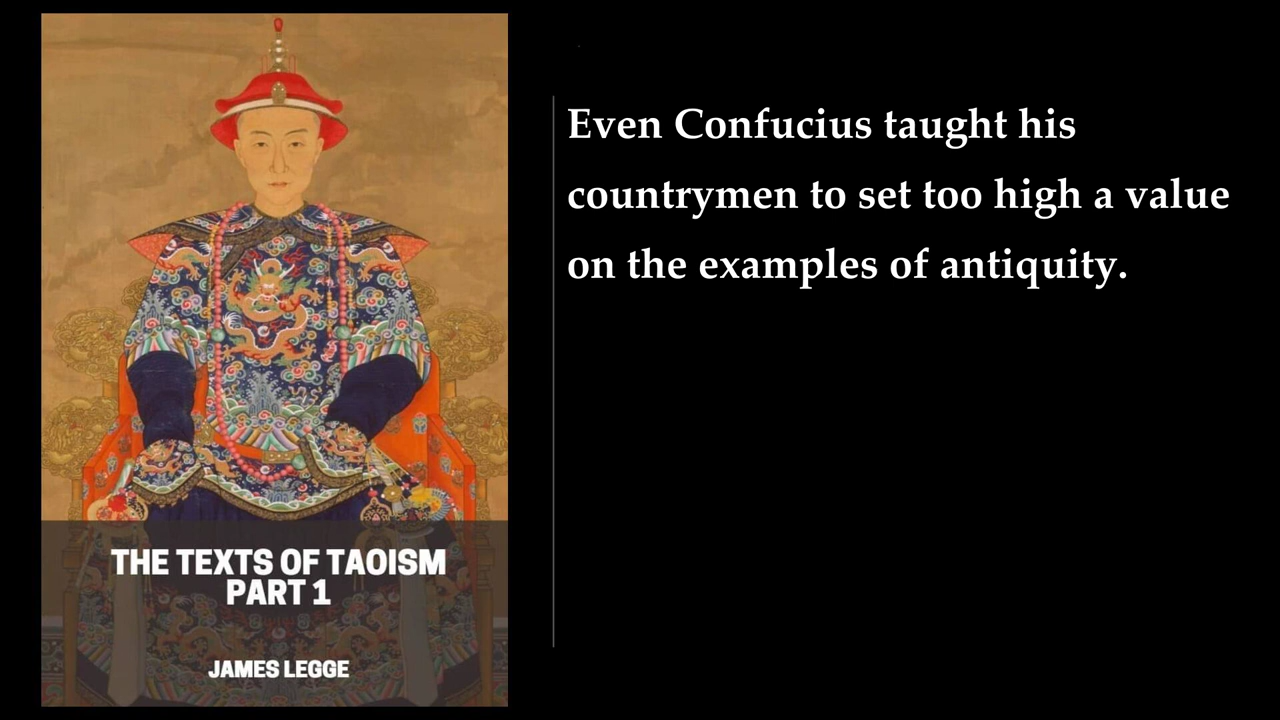 THE TEXTS OF TAOISM
PART 1
JAMES LEGGE
Even Confucius taught his
countrymen to set too high a value
on the examples of antiquity.